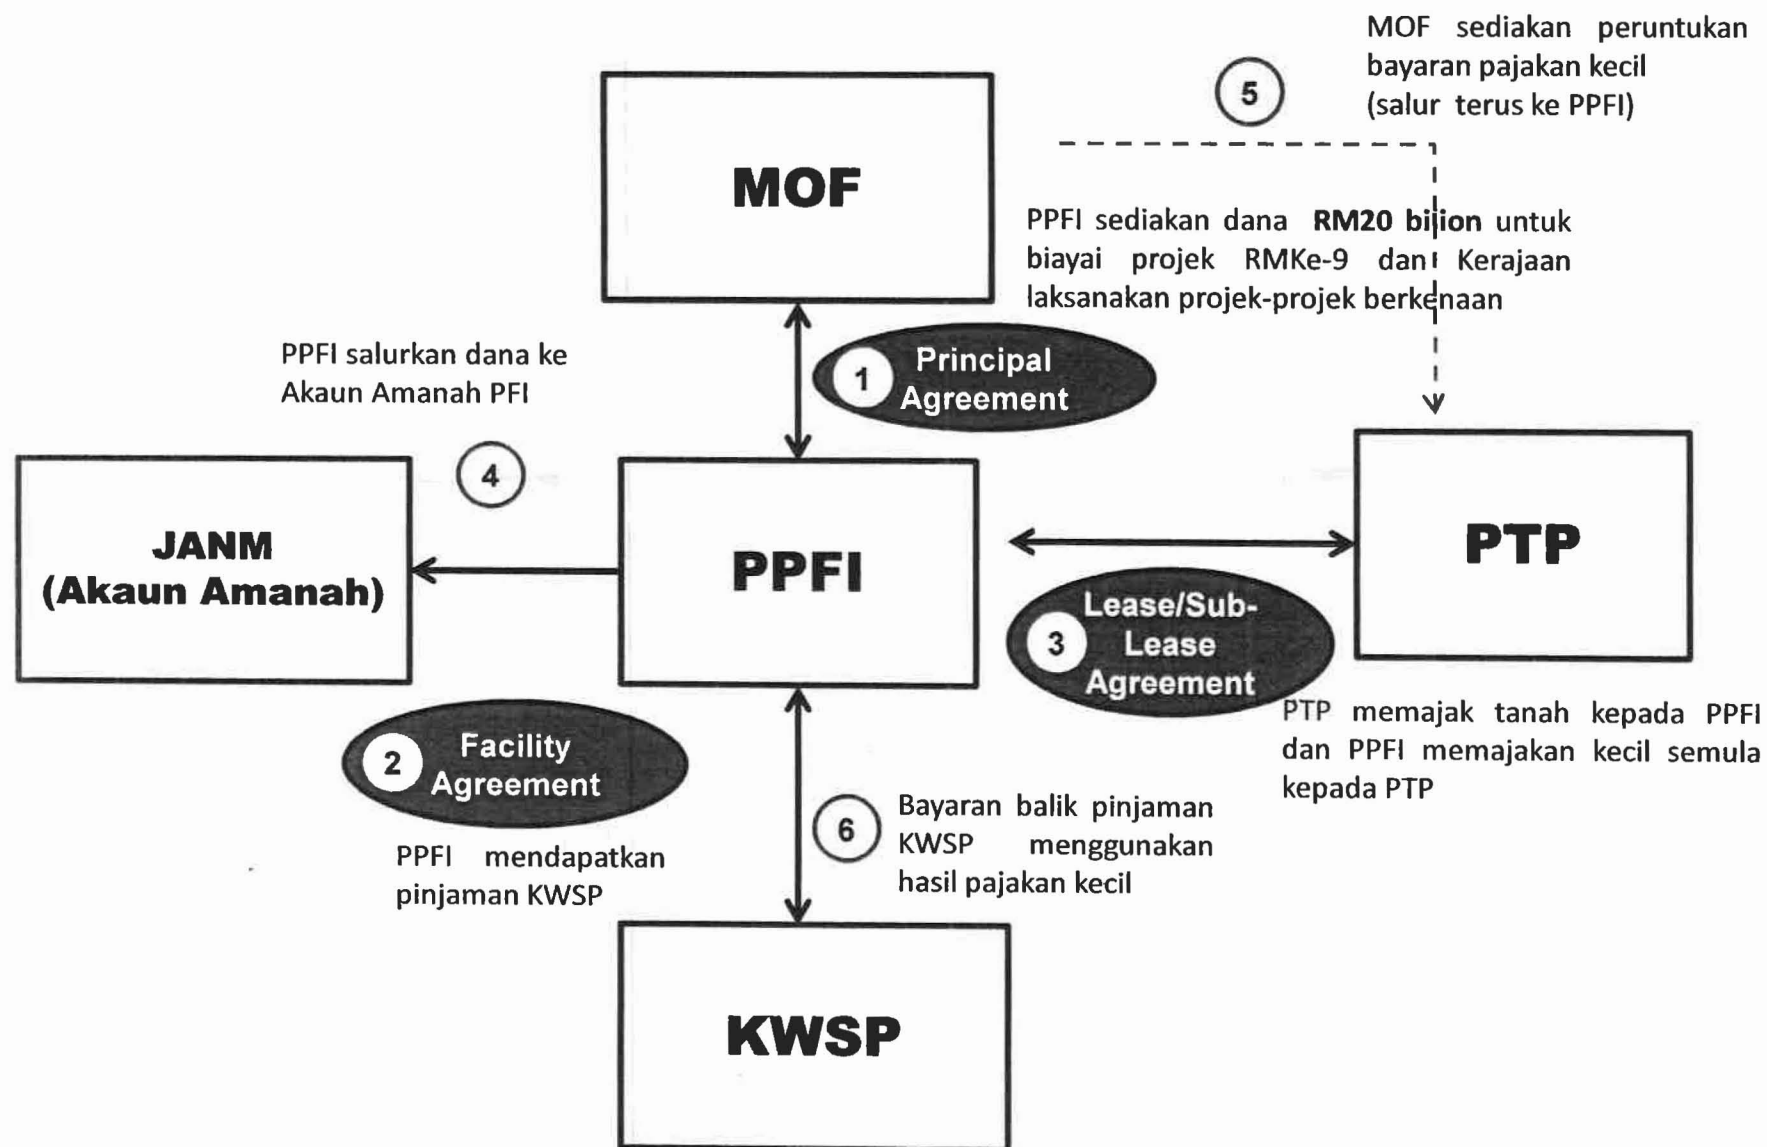 MOF sediakan peruntukan
bayaran pajakan kecil
(salur terus ke PPFI)
5
MOF
PPFI sediakan dana RM20 bilion untuk
biayai projek RMKe-9 dan Kerajaan
laksanakan projek-projek berkenaan
PPFI salurkan dana ke
Akaun Amanah PFI
1
Principal
Agreement
4
JANM
(Akaun Amanah)
PPFI
PTP
3
Lease/Sub-
Lease
Agreement
PTP memajak tanah kepada PPFI
dan PPFI memajakan kecil semula
kepada PTP
2
Facility
Agreement
PPFI mendapatkan
pinjaman KWSP
6
Bayaran balik pinjaman
KWSP menggunakan
hasil pajakan kecil
KWSP